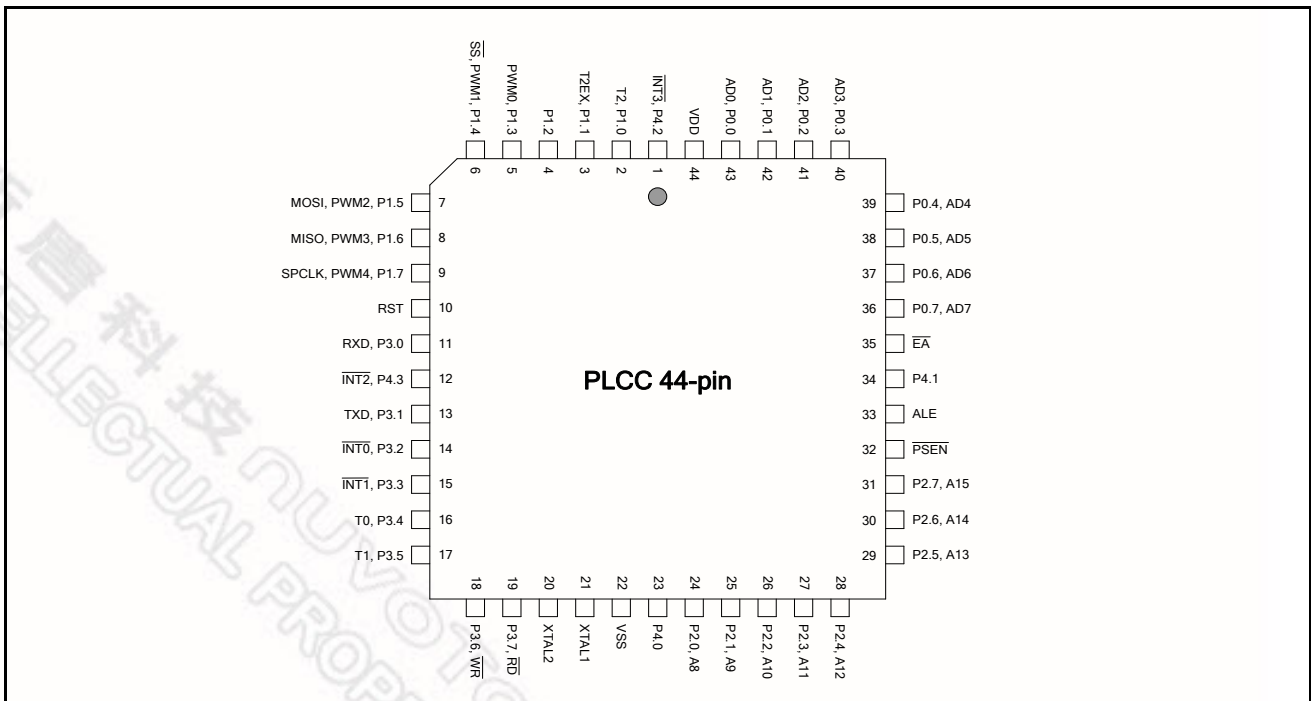 SS, PWM1, P1.4
PWM0, P1.3
P1.2
T2EX, P1.1
T2, P1.0
INT3, P4.2
VDD
AD0, P0.0
AD1, P0.1
AD2, P0.2
AD3, P0.3
6 5 4 3 2 1 44 43 42 41 40
MOSI, PWM2, P1.5 7
MISO, PWM3, P1.6 8
SPCLK, PWM4, P1.7 9
RST 10
RXD, P3.0 11
INT2, P4.3 12
TXD, P3.1 13
INT0, P3.2 14
INT1, P3.3 15
T0, P3.4 16
T1, P3.5 17
PLCC 44-pin
39 P0.4, AD4
38 P0.5, AD5
37 P0.6, AD6
36 P0.7, AD7
35 EA
34 P4.1
33 ALE
32 PSEN
31 P2.7, A15
30 P2.6, A14
29 P2.5, A13
18 19 20 21 22 23 24 25 26 27 28
P3.6, WR
P3.7, RD
XTAL2
XTAL1
VSS
P4.0
P2.0, A8
P2.1, A9
P2.2, A10
P2.3, A11
P2.4, A12
科技 nuvoTo